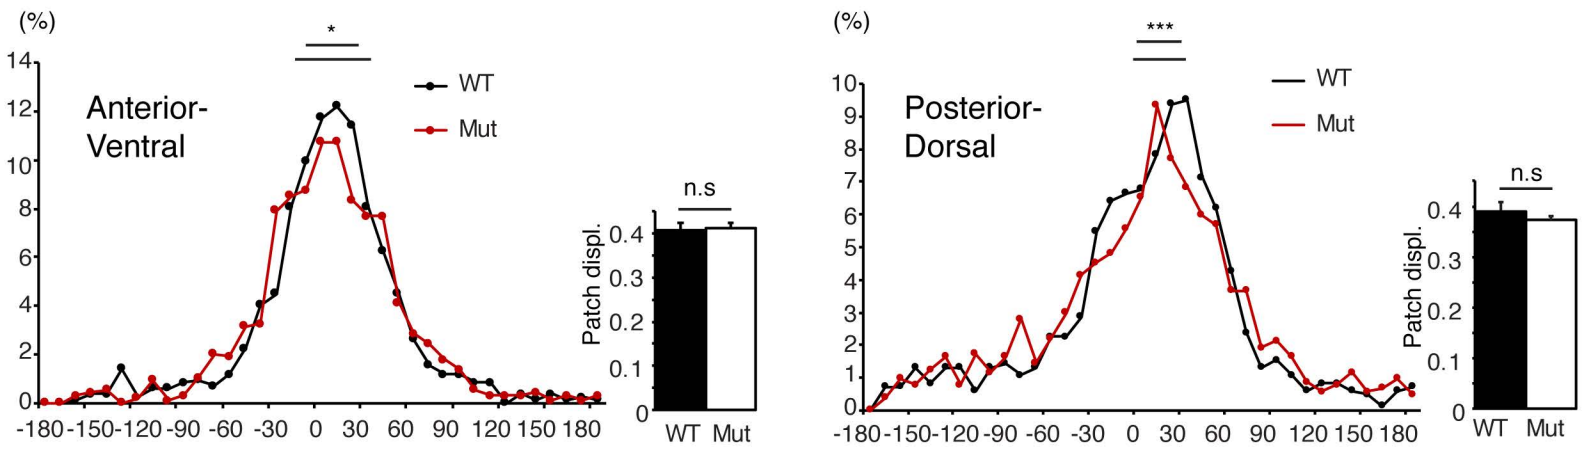 (%)
*
14
12
10
8
6
4
2
0
Anterior-
Ventral
WT
Mut
-180 -150 -120 -90 -60 -30 0 30 60 90 120 150 180
n.s
Patch displ.
0.4
0.3
0.2
0.1
0
WT Mut
(%)
***
10
9
8
7
6
5
4
3
2
1
0
Posterior-
Dorsal
WT
Mut
-180 -150 -120 -90 -60 -30 0 30 60 90 120 150 180
n.s
Patch displ.
0.4
0.3
0.2
0.1
0
WT Mut